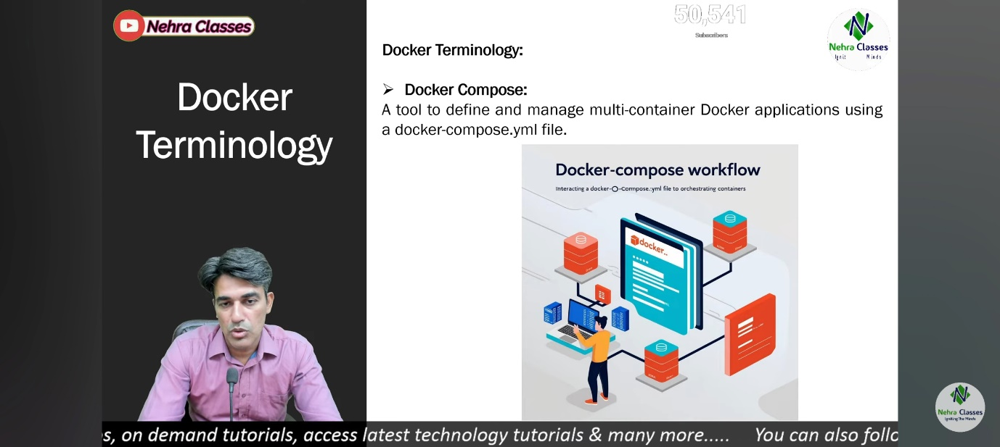 Nehra Classes
50,541
Subscribers
Nehra Classes
Docker
Terminology
Docker Terminology:
➢ Docker Compose:
A tool to define and manage multi-container Docker applications using
a docker-compose.yml file.
Docker-compose workflow
Interacting a docker-O-Compose.:yml file to orchestrating containers
docker..
Nehra Classes
Igniting The Minds
s, on demand tutorials, access latest technology tutorials & many more..... You can also follo